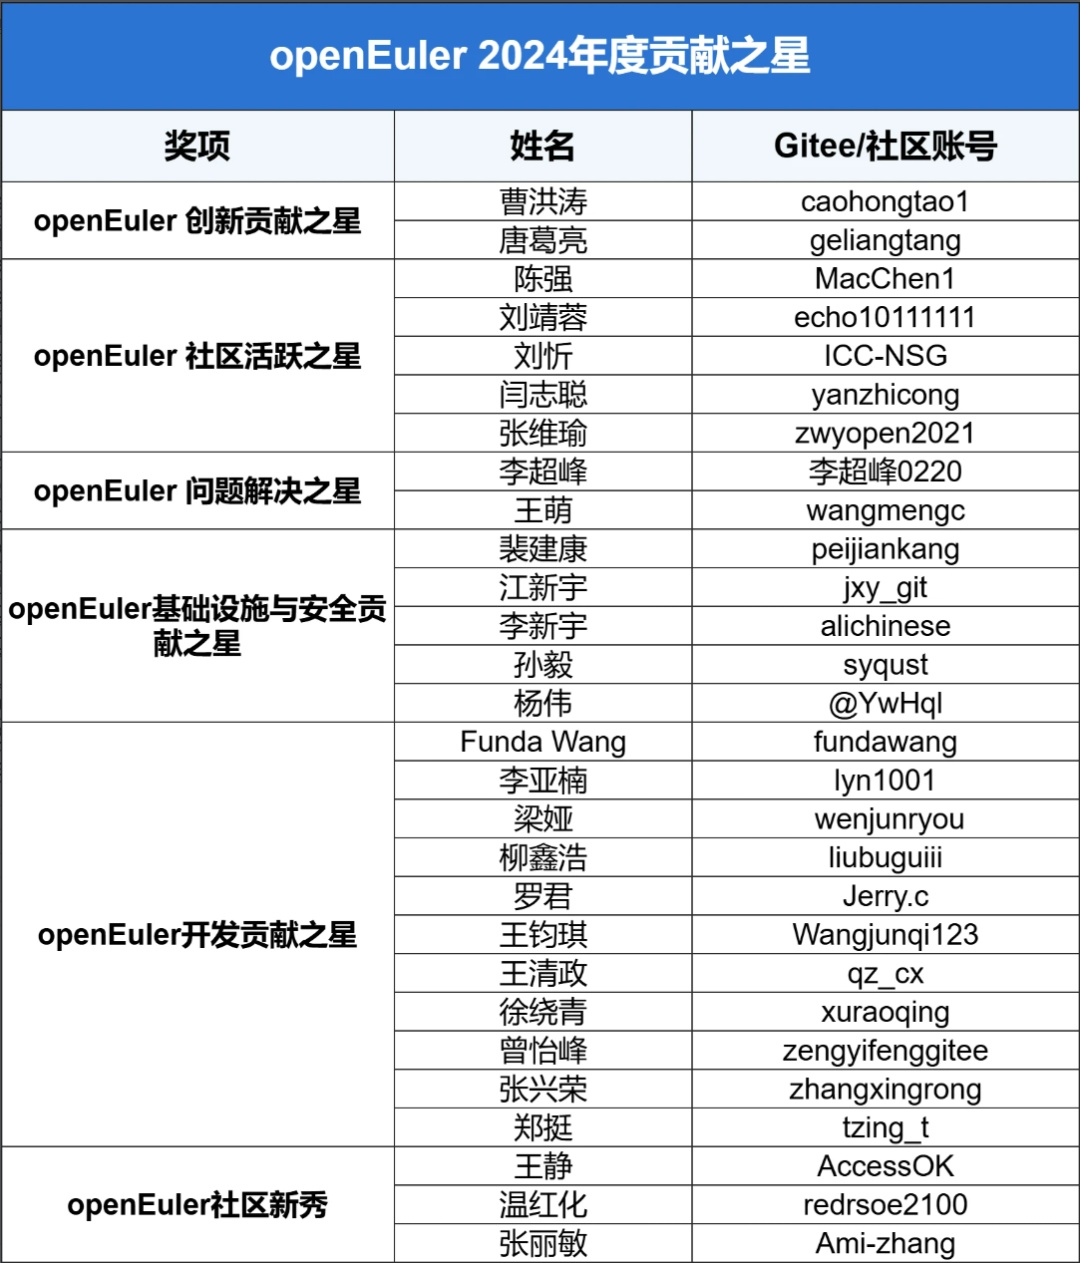 openEuler 2024年度贡献之星
奖项 姓名 Gitee/社区账号
openEuler 创新贡献之星
曹洪涛 caohongtao1
唐葛亮 geliangtang
openEuler 社区活跃之星
陈强 MacChen1
刘靖蓉 echo10111111
刘忻 ICC-NSG
闫志聪 yanzhicong
张维瑜 zwyopen2021
openEuler 问题解决之星
李超峰 李超峰0220
王萌 wangmengc
openEuler基础设施与安全贡
献之星
裴建康 peijiankang
江新宇 jxy_git
李新宇 alichinese
孙毅 syqust
杨伟 @YwHqI
openEuler开发贡献之星
Funda Wang fundawang
李亚楠 lyn1001
梁娅 wenjunryou
柳鑫浩 liubuguiii
罗君 Jerry.c
王钧琪 Wangjunqi123
王清政 qz_cx
徐绕青 xuraoqing
曾怡峰 zengyifenggitee
张兴荣 zhangxingrong
郑挺 tzing_t
openEuler社区新秀
王静 AccessOK
温红化 redrsoe2100
张丽敏 Ami-zhang